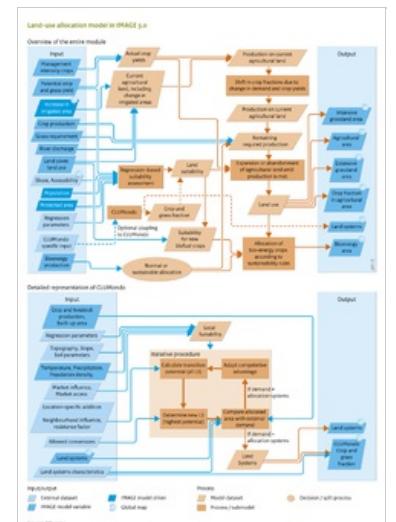 Land-use allocation model in IMAGE 3.0
Overview of the entire module
Input
Output
Management
intensity crops
Potential crop
and grass yield
Increase in
irrigated area
Crop production
Grass requirement
River discharge
Land cover,
land use
Slope, Accessibility
Population
Protected area
Regression
parameters
CLUMondo
specific input
Bioenergy
production
Actual crop
yields
Current
agricultural
land, including
change in
irrigated areas
Regression-based
suitability
assessment
Land
suitability
CLUMondo
Crop and
grass fraction
Optional coupling
to CLUMondo
Suitability
for new
biofuel crops
Normal or
sustainable allocation
Production on current
agricultural land
Shift in crop fractions due to
change in demand and crop yields
Production on current
agricultural land
Remaining
required production
Expansion or abandonment
of agricultural land until
production is met
Land use
Allocation of
bio-energy crops
according to
sustainability rules
Intensive
grassland area
Agricultural
area
Extensive
grassland
area
Crop fraction
in agricultural
area
Land systems
Bioenergy
area
Detailed representation of CLUMondo
Input
Output
Crop and livestock
production,
Built-up area
Regression parameters
Topography, Slope,
Soil parameters
Temperature, Precipitation,
Population density,
Market influence,
Market access
Location-specific addition
Neighbourhood influence,
resistance factor
Allowed conversions
Land systems
Land systems characteristics
Local
Suitability
Iterative procedure
Calculate transition
potential (all LS)
Adapt competitive
advantage
If demand ≠
allocation systems
Determine new LS
(highest potential)
Compare allocated
area with external
demand
If demand =
allocation systems
Land
Systems
Land systems
CLUMondo
Crop and
grass
fraction
Input/output
External dataset
IMAGE model variable
IMAGE model driver
Global map
Process
Model dataset
Process / submodel
Decision / split process